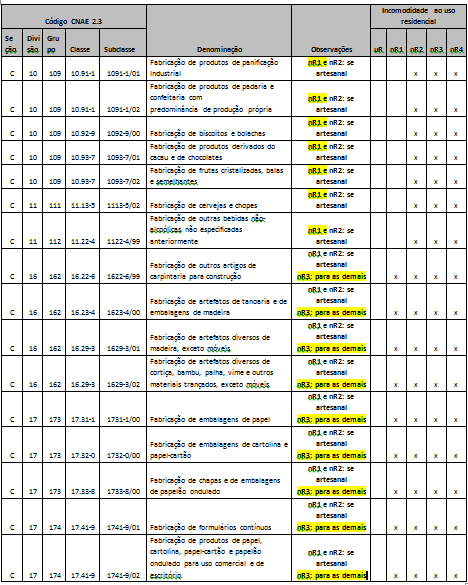 Código CNAE 2.3
Incomodidade ao uso residencial
Se ção Divi são Gru po Classe Subclasse Denominação Observações uR nR1 nR2 nR3 nR4
C 10 109 10.91-1 1091-1/01 Fabricação de produtos de panificação industrial nR1 e nR2: se artesanal x x x
C 10 109 10.91-1 1091-1/02 Fabricação de produtos de padaria e confeitaria com predominância de produção própria nR1 e nR2: se artesanal x x x
C 10 109 10.92-9 1092-9/00 Fabricação de biscoitos e bolachas nR1 e nR2: se artesanal x x x
C 10 109 10.93-7 1093-7/01 Fabricação de produtos derivados do cacau e de chocolates nR1 e nR2: se artesanal x x x
C 10 109 10.93-7 1093-7/02 Fabricação de frutas cristalizadas, balas e semelhantes nR1 e nR2: se artesanal x x x
C 11 111 11.13-5 1113-5/02 Fabricação de cervejas e chopes nR1 e nR2: se artesanal x x x
C 11 112 11.22-4 1122-4/99 Fabricação de outras bebidas não-alcoólicas não especificadas anteriormente nR1 e nR2: se artesanal x x x
C 16 162 16.22-6 1622-6/99 Fabricação de outros artigos de carpintaria para construção nR1 e nR2: se artesanal nR3: para as demais x x x x
C 16 162 16.23-4 1623-4/00 Fabricação de artefatos de tanoaria e de embalagens de madeira nR1 e nR2: se artesanal nR3: para as demais x x x x
C 16 162 16.29-3 1629-3/01 Fabricação de artefatos diversos de madeira, exceto móveis nR1 e nR2: se artesanal nR3: para as demais x x x x
C 16 162 16.29-3 1629-3/02 Fabricação de artefatos diversos de cortiça, bambu, palha, vime e outros materiais trançados, exceto móveis nR1 e nR2: se artesanal nR3: para as demais x x x x
C 17 173 17.31-1 1731-1/00 Fabricação de embalagens de papel nR1 e nR2: se artesanal nR3: para as demais x x x x
C 17 173 17.32-0 1732-0/00 Fabricação de embalagens de cartolina e papel-cartão nR1 e nR2: se artesanal nR3: para as demais x x x x
C 17 173 17.33-8 1733-8/00 Fabricação de chapas e de embalagens de papelão ondulado nR1 e nR2: se artesanal nR3: para as demais x x x x
C 17 174 17.41-9 1741-9/01 Fabricação de formulários contínuos nR1 e nR2: se artesanal nR3: para as demais x x x x
C 17 174 17.41-9 1741-9/02 Fabricação de produtos de papel, cartolina, papel-cartão e papelão ondulado para uso comercial e de escritório nR1 e nR2: se artesanal nR3: para as demais x x x x